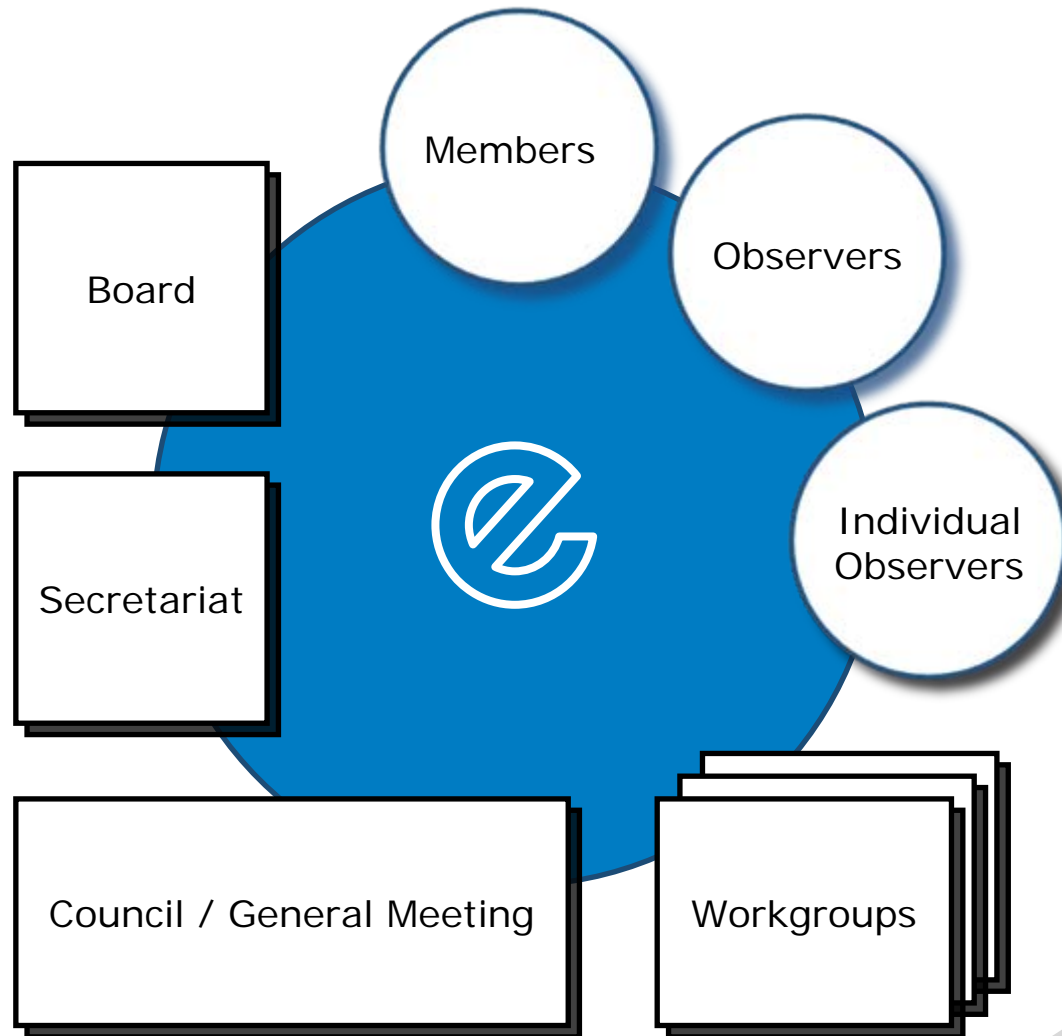 Members
Board
Observers
Individual
Observers
Secretariat
Council / General Meeting
Workgroups